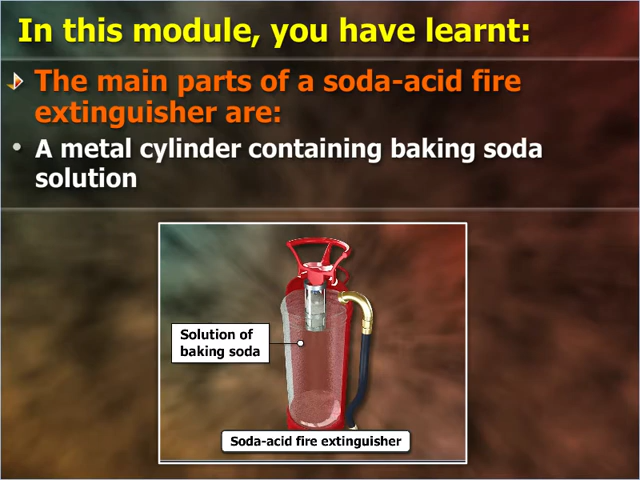 In this module, you have learnt:
The main parts of a soda-acid fire
extinguisher are:
• A metal cylinder containing baking soda
solution
Solution of
baking soda
Soda-acid fire extinguisher